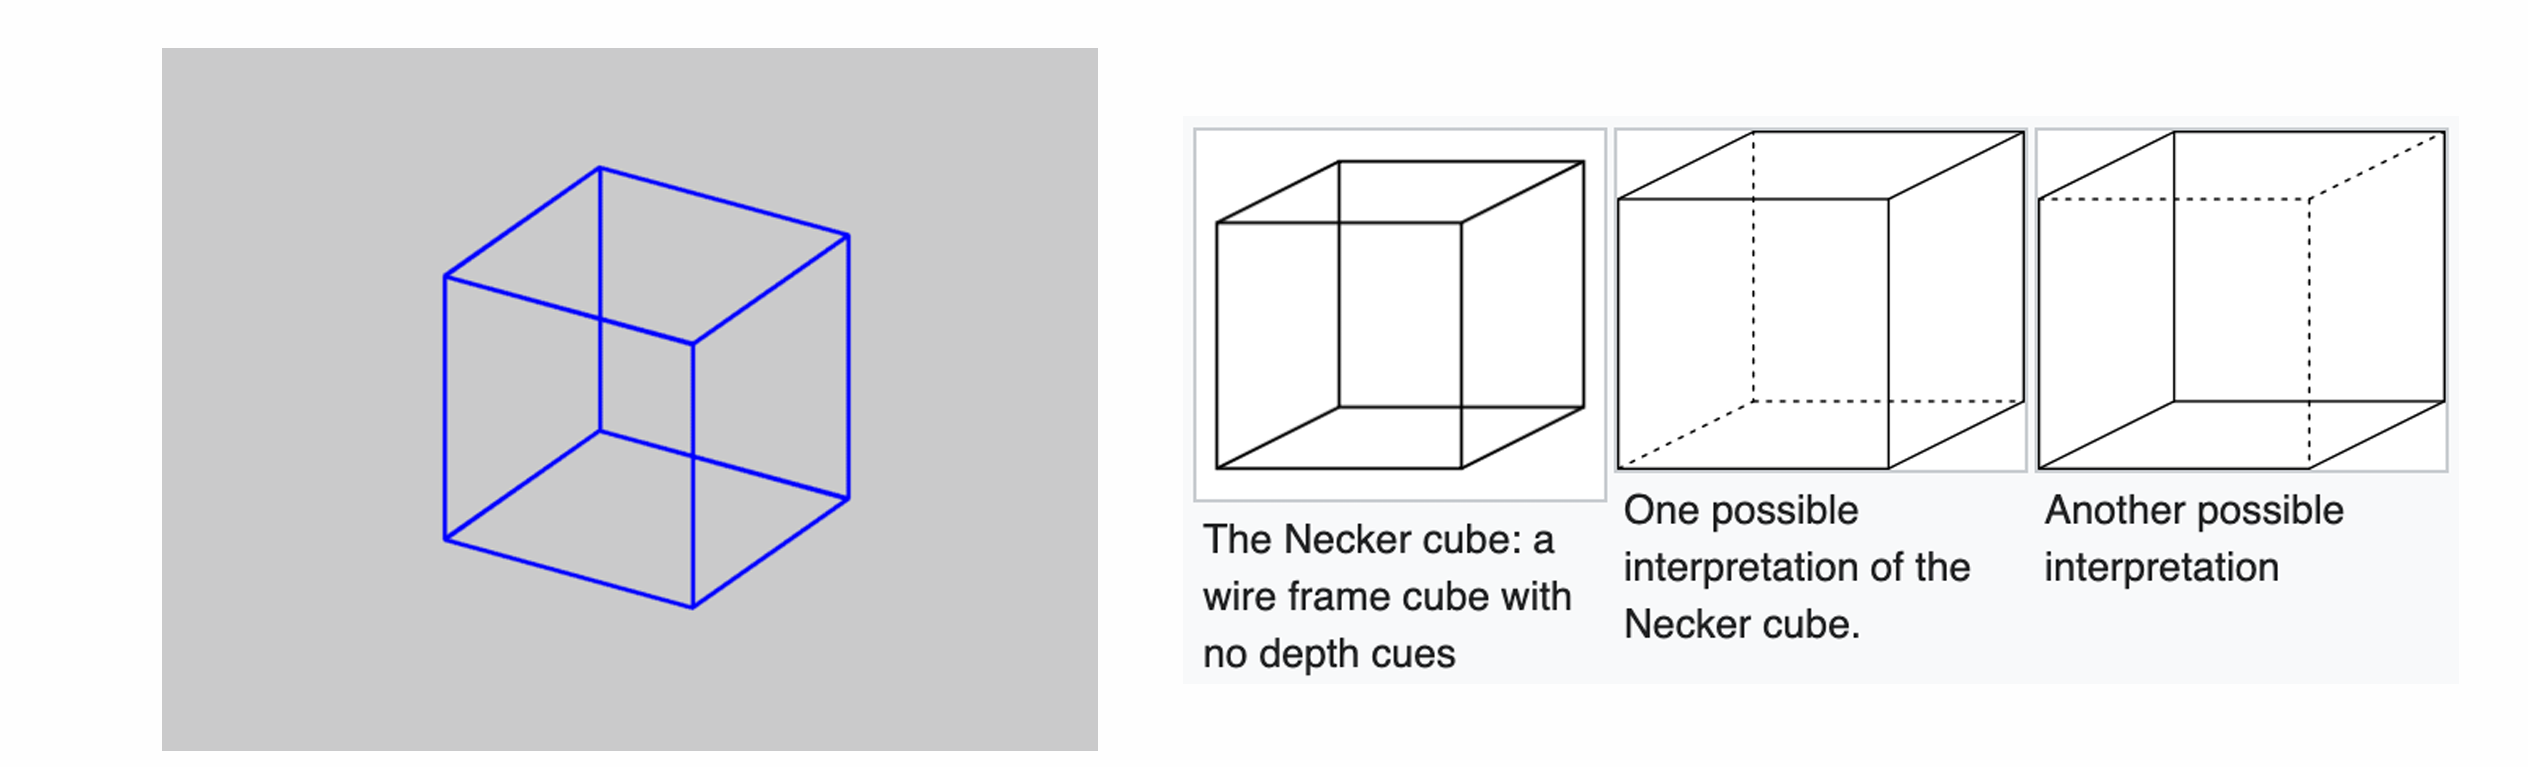 The Necker cube: a
wire frame cube with
no depth cues
One possible
interpretation of the
Necker cube.
Another possible
interpretation